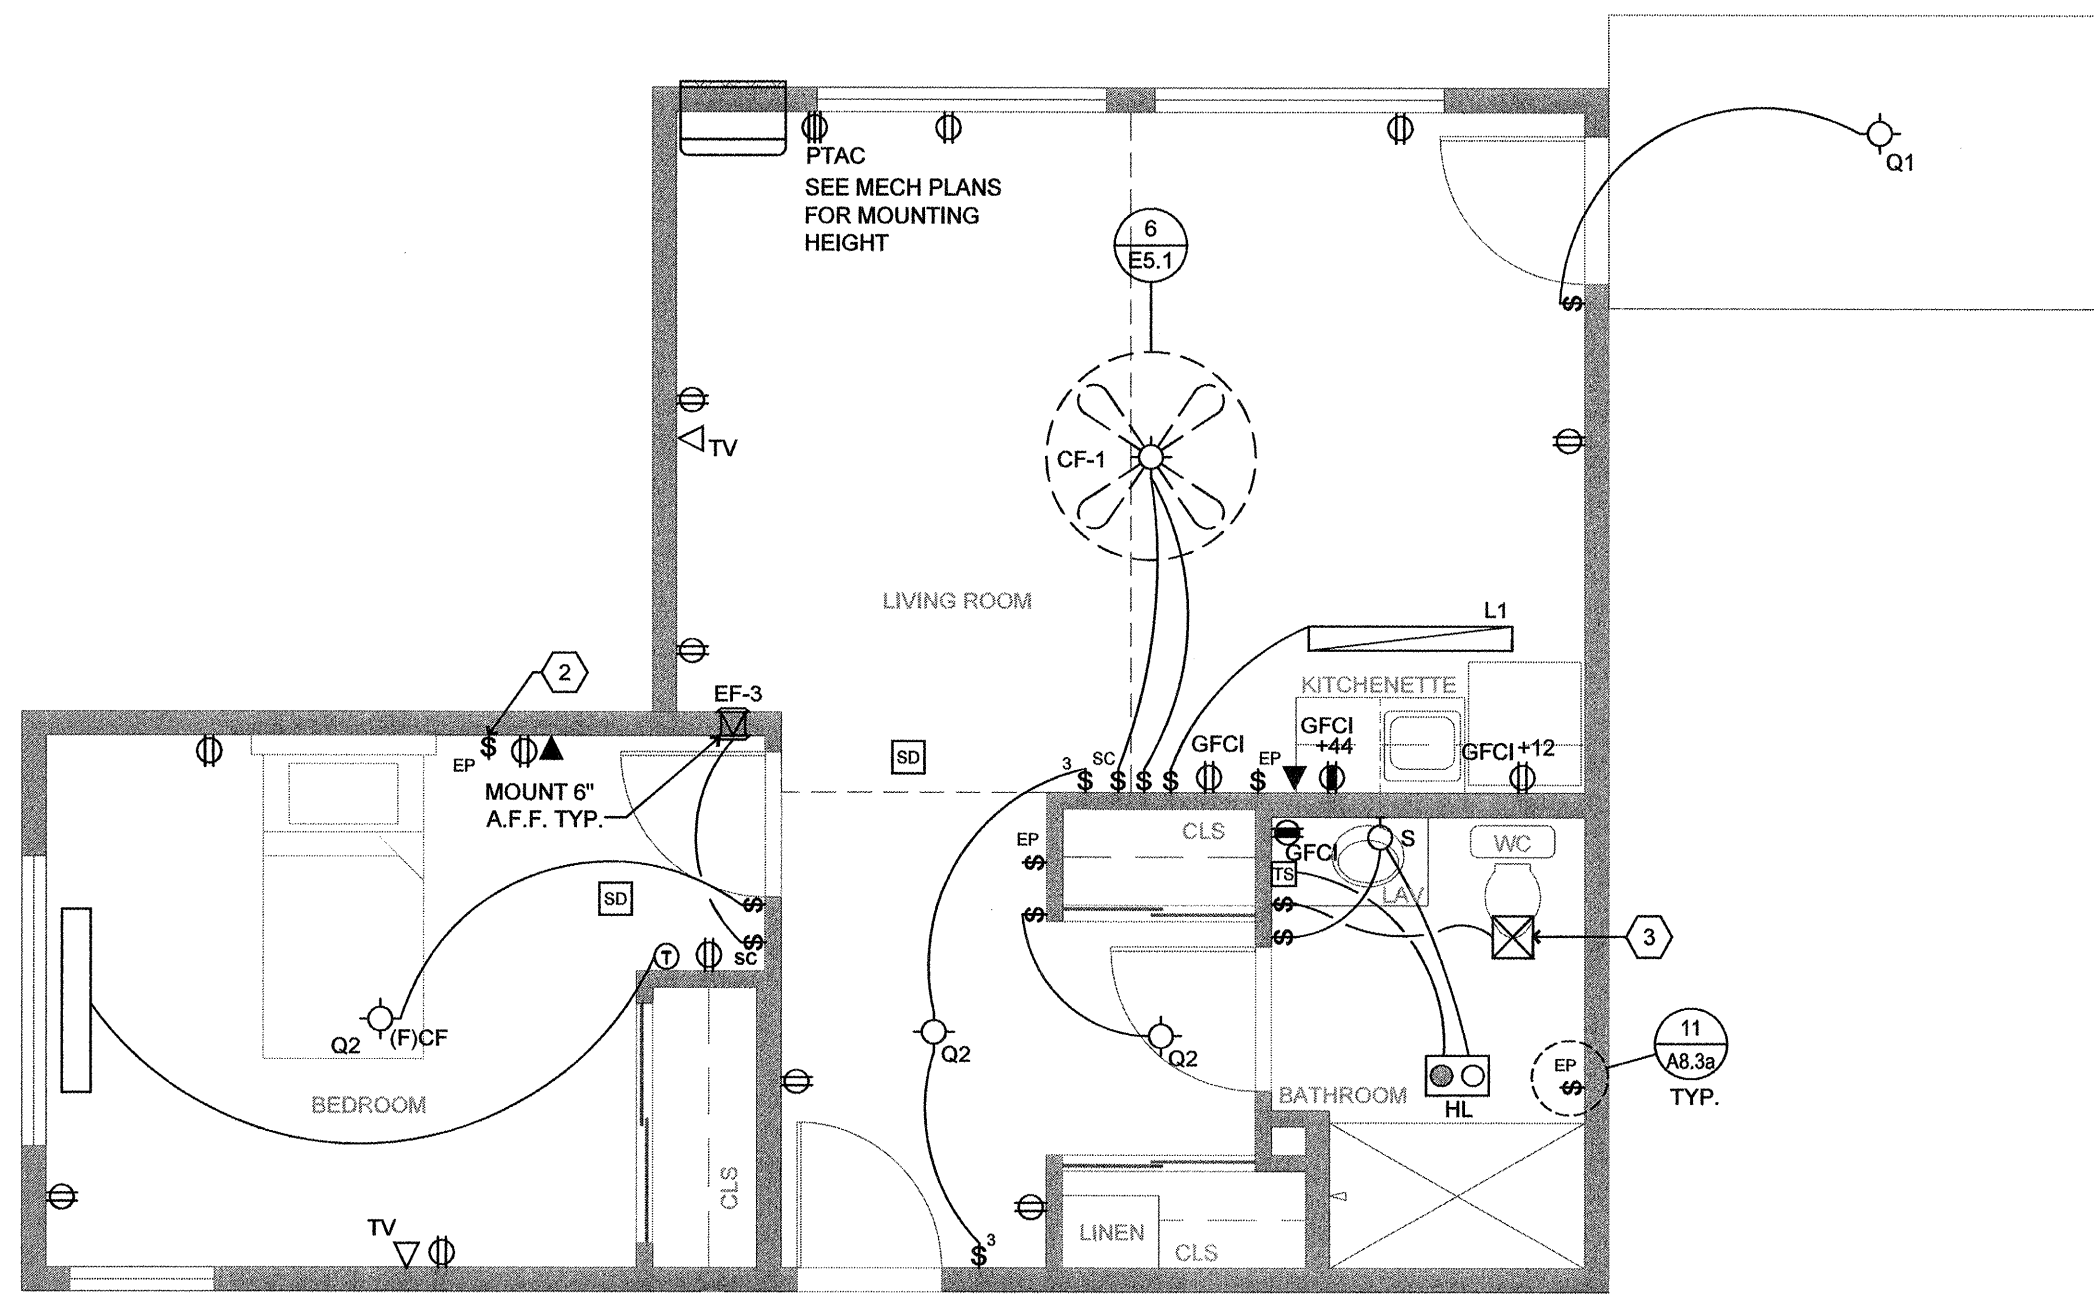 Q1
PTAC
SEE MECH PLANS
FOR MOUNTING
HEIGHT
6
E5.1
$
TV
CF-1
LIVING ROOM
L1
2
EF-3
KITCHENETTE
GFCI
+44
GFCI
GFCI +12
SD
3
$
SC
$
$
$
EP
$
$
EP
MOUNT 6"
A.F.F. TYP.
CLS
EP
$
GFCI
S
WC
TS
LAV
SD
$
$
$
$
3
$
SC
T
Q2
(F)CF
Q2
Q2
11
A8.3a
TYP.
EP
$
HL
BEDROOM
BATHROOM
CLS
TV
LINEN
CLS
$ 3